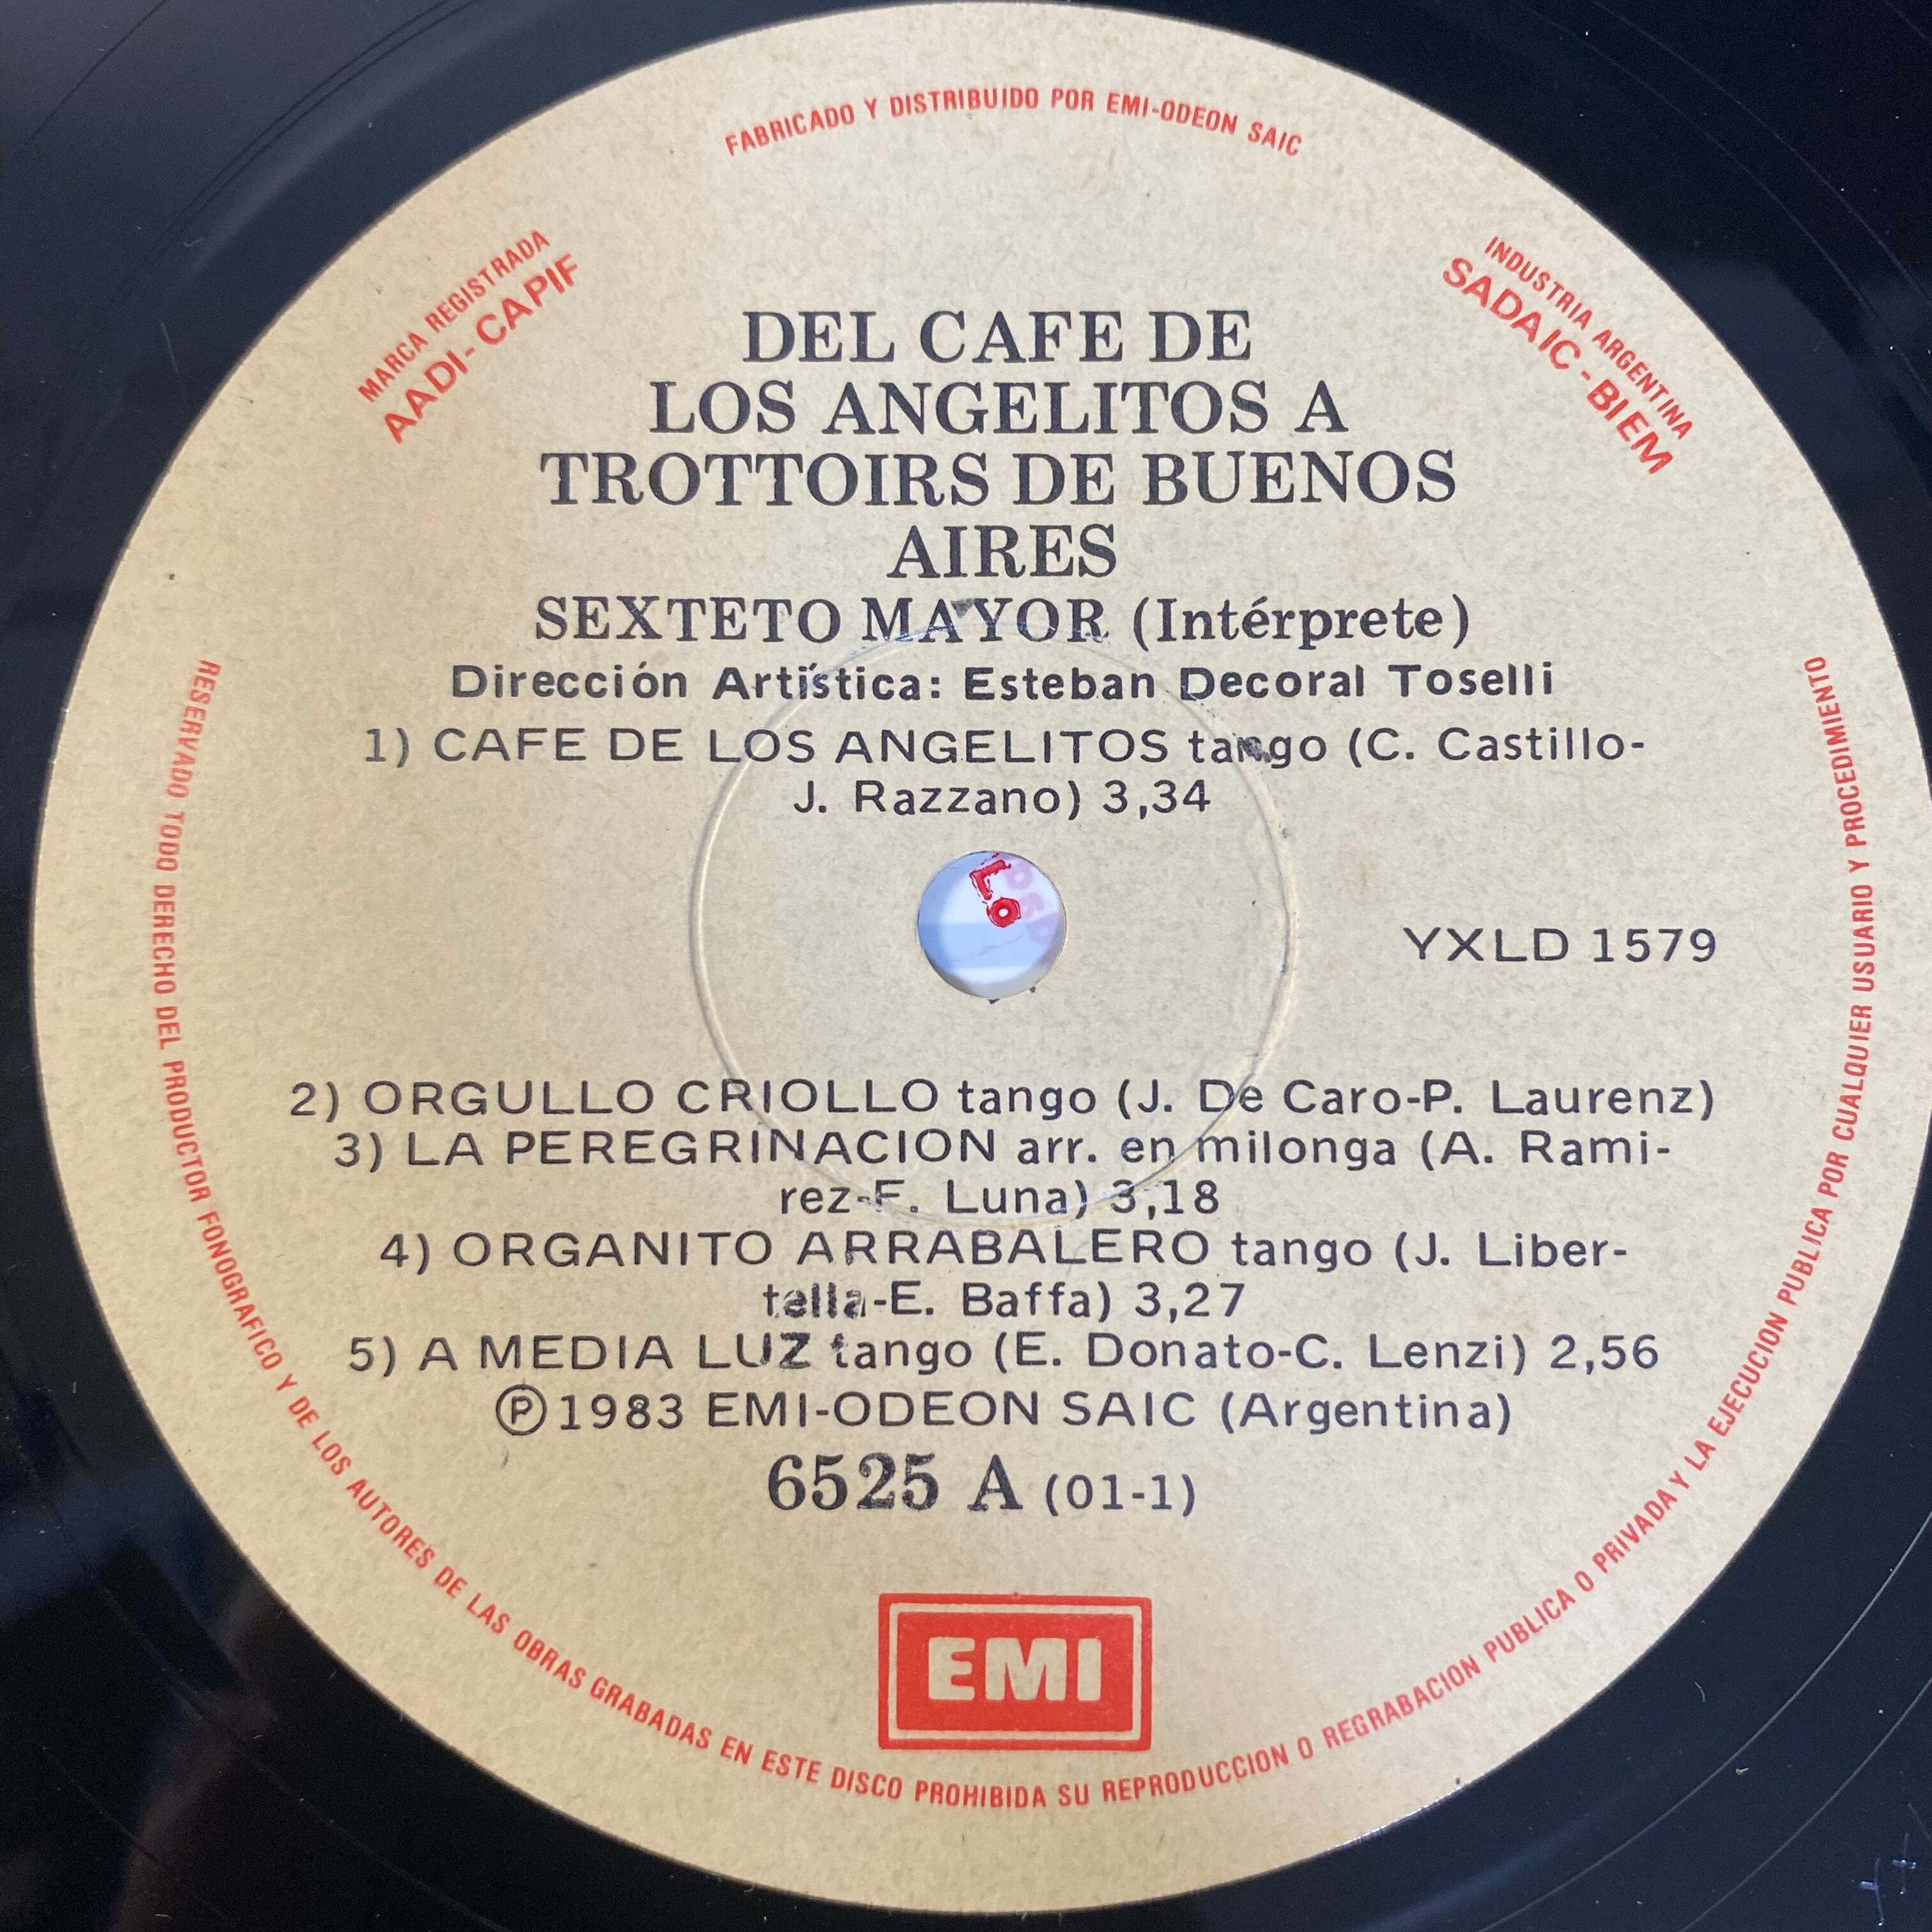 FABRICADO Y DISTRIBUIDO POR EMI-ODEON SAIC
MARCA REGISTRADA
AADI-CAPIF
INDUSTRIA ARGENTINA
SADAIC-BIEM
DEL CAFE DE
LOS ANGELITOS A
TROTTOIRS DE BUENOS
AIRES
SEXTETO MAYOR (Intérprete)
Dirección Artística: Esteban Decoral Toselli
1) CAFE DE LOS ANGELITOS tango (C. Castillo-
J. Razzano) 3,34
YXLD 1579
2) ORGULLO CRIOLLO tango (J. De Caro-P. Laurenz)
3) LA PEREGRINACION arr. en milonga (A. Rami-
rez-F. Luna) 3,18
4) ORGANITO ARRABALERO tango (J. Liber-
tella-E. Baffa) 3,27
5) A MEDIA LUZ tango (E. Donato-C. Lenzi) 2,56
Ⓟ1983 EMI-ODEON SAIC (Argentina)
6525 A (01-1)
EMI
RESERVADO TODO DERECHO DEL PRODUCTOR FONOGRAFICO Y DE LOS AUTORES DE LAS OBRAS GRABADAS EN ESTE DISCO PROHIBIDA SU REPRODUCCION O REGRABACION PUBLICA O PRIVADA Y LA EJECUCION PUBLICA POR CUALQUIER USUARIO Y PROCEDIMIENTO